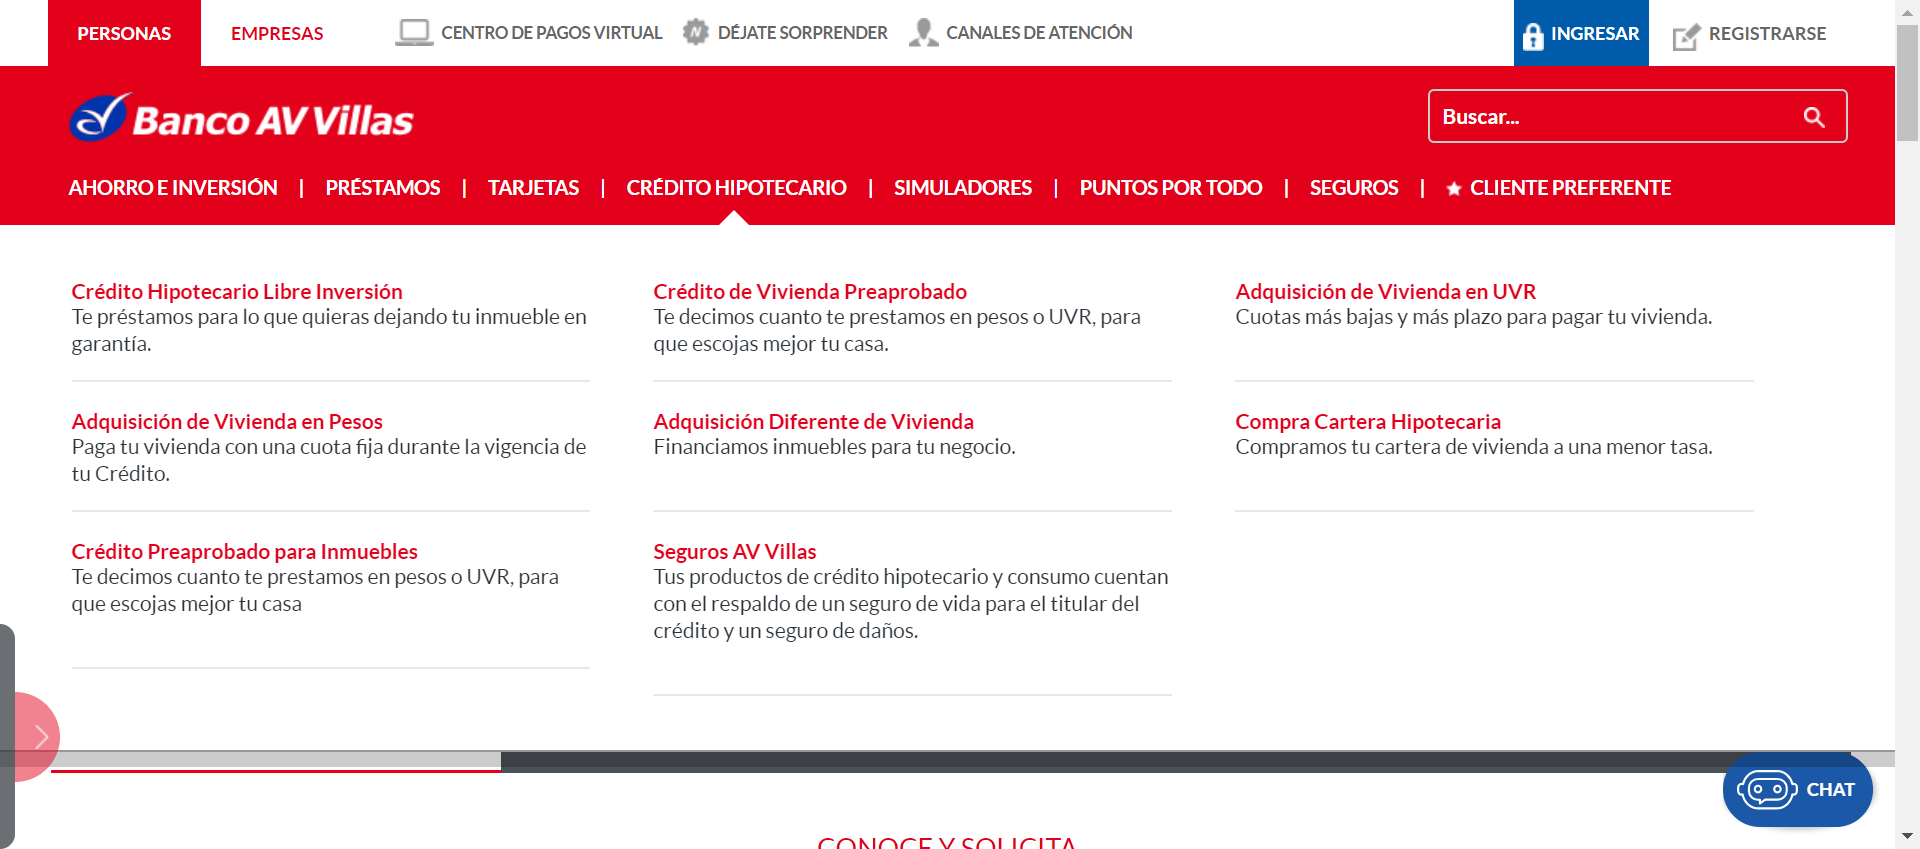 PERSONAS
EMPRESAS
CENTRO DE PAGOS VIRTUAL
DÉJATE SORPRENDER
CANALES DE ATENCIÓN
INGRESAR
REGISTRARSE
Banco AV Villas
Buscar...
AHORRO E INVERSIÓN | PRÉSTAMOS | TARJETAS | CRÉDITO HIPOTECARIO | SIMULADORES | PUNTOS POR TODO | SEGUROS | CLIENTE PREFERENTE
Crédito Hipotecario Libre Inversión
Te préstamos para lo que quieras dejando tu inmueble en
garantía.
Crédito de Vivienda Preaprobado
Te decimos cuanto te prestamos en pesos o UVR, para
que escojas mejor tu casa.
Adquisición de Vivienda en UVR
Cuotas más bajas y más plazo para pagar tu vivienda.
Adquisición de Vivienda en Pesos
Paga tu vivienda con una cuota fija durante la vigencia de
tu Crédito.
Adquisición Diferente de Vivienda
Financiamos inmuebles para tu negocio.
Compra Cartera Hipotecaria
Compramos tu cartera de vivienda a una menor tasa.
Crédito Preaprobado para Inmuebles
Te decimos cuanto te prestamos en pesos o UVR, para
que escojas mejor tu casa
Seguros AV Villas
Tus productos de crédito hipotecario y consumo cuentan
con el respaldo de un seguro de vida para el titular del
crédito y un seguro de daños.
CHAT
CONOCE Y SOLICITA